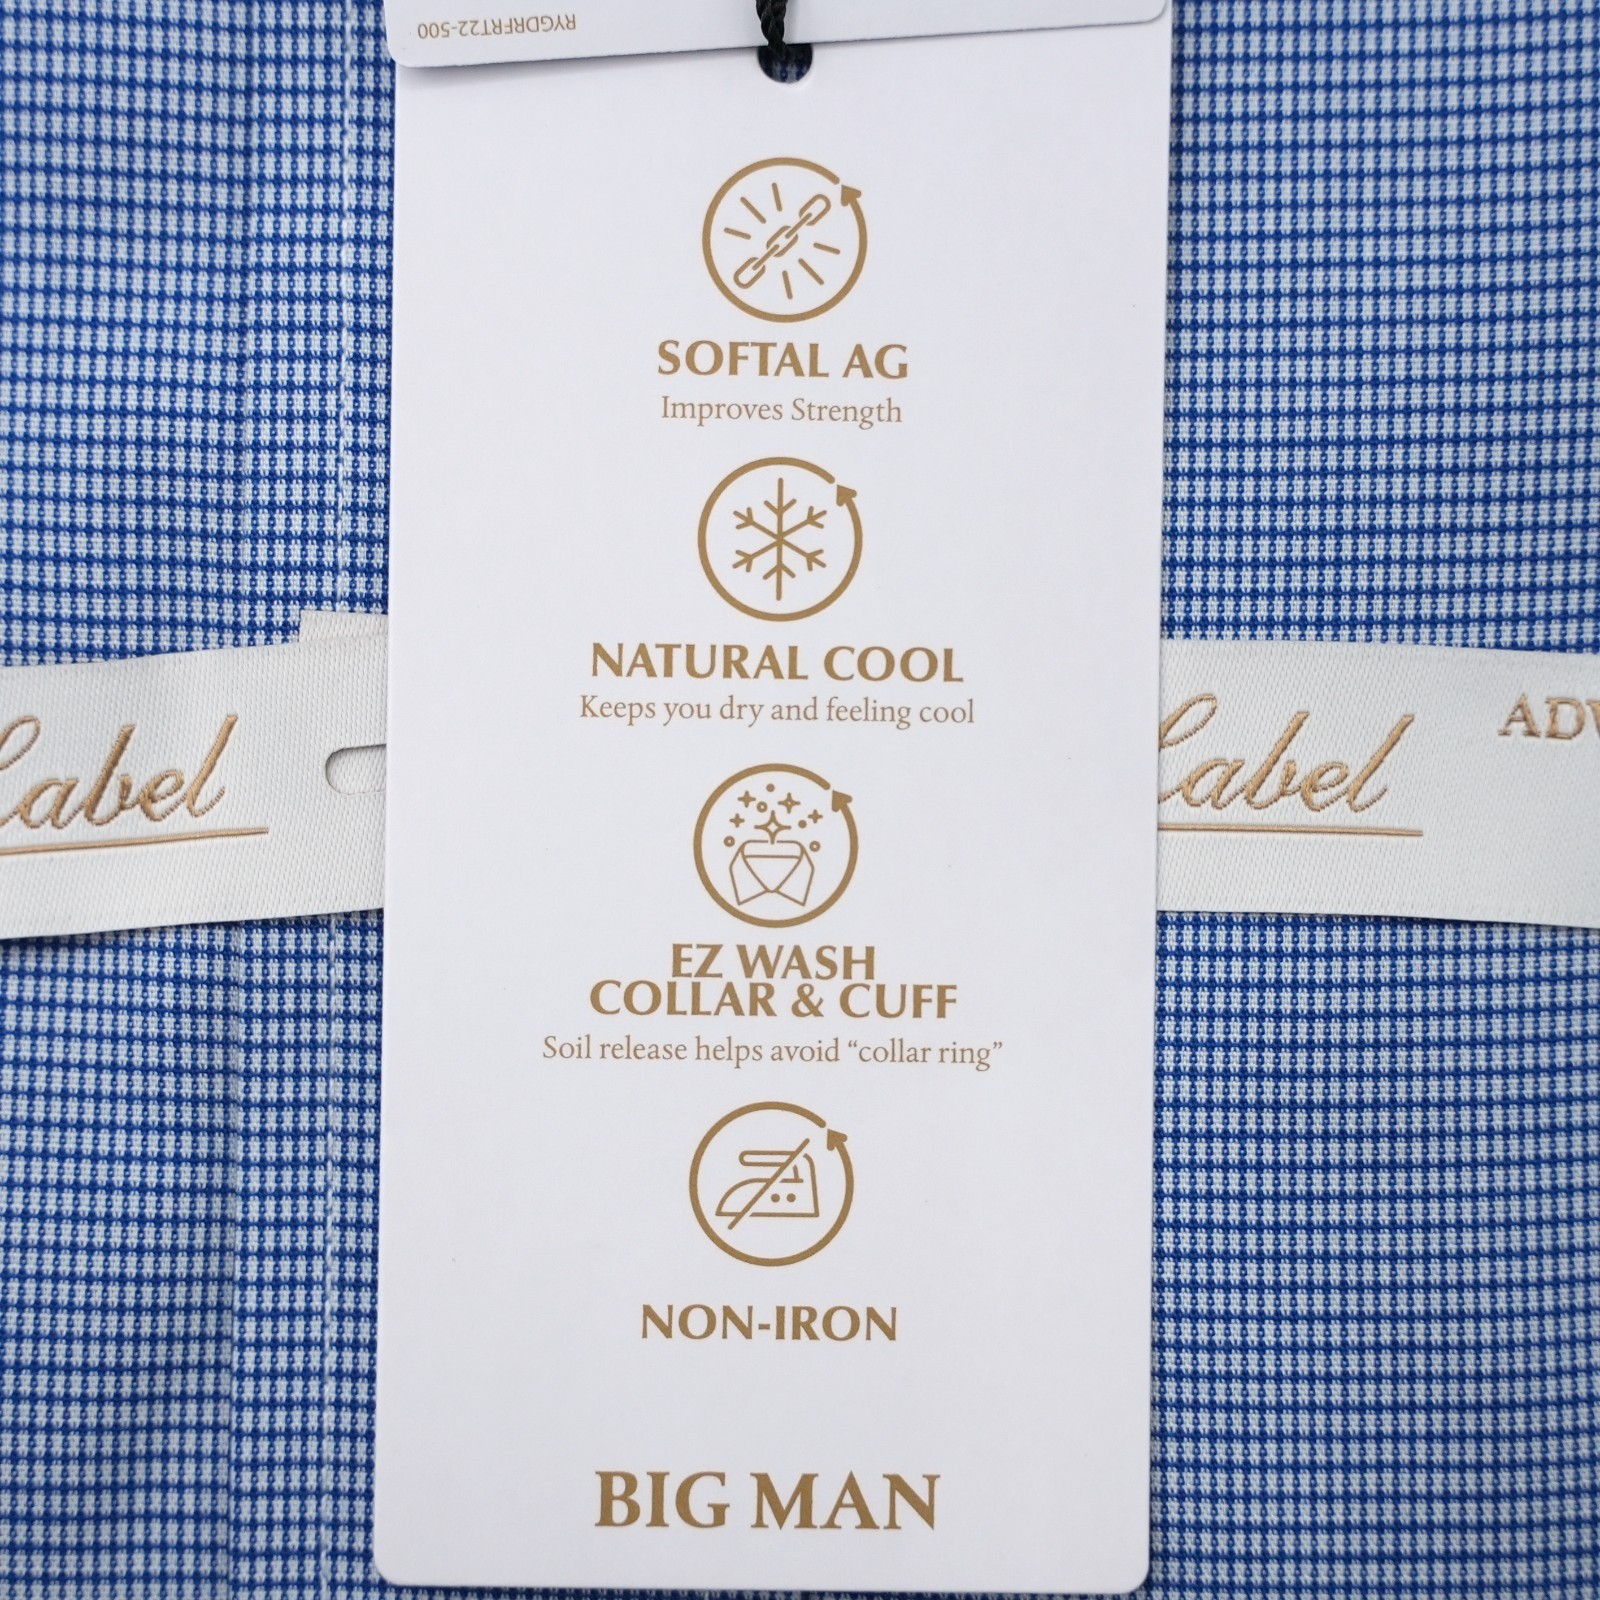 RYGDRFRT22-500
SOFTAL AG
Improves Strength
NATURAL COOL
Keeps you dry and feeling cool
Label
Label
ADV
EZ WASH
COLLAR & CUFF
Soil release helps avoid “collar ring”
NON-IRON
BIG MAN